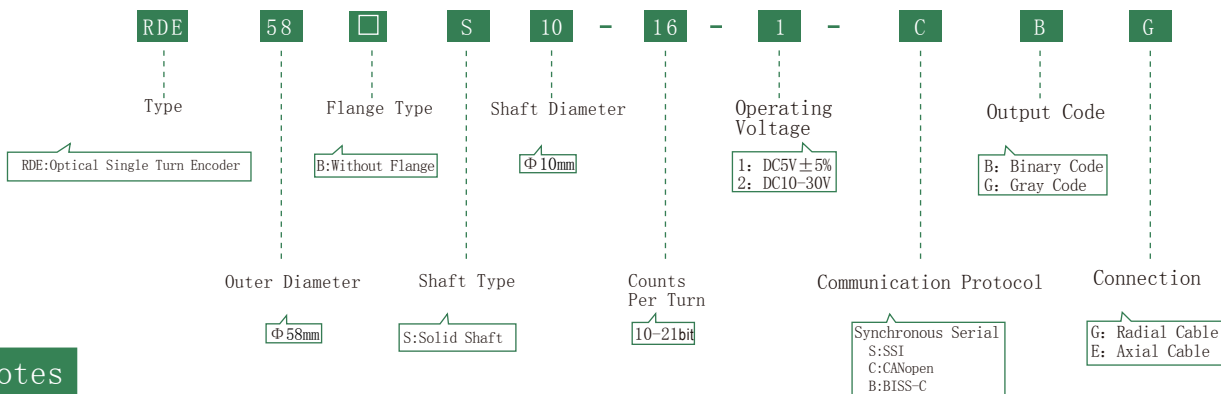 RDE 58 □ S 10 - 16 - 1 - C B G
Type
RDE:Optical Single Turn Encoder
Flange Type
B:Without Flange
Shaft Diameter
Φ10mm
Operating
Voltage
1: DC5V±5%
2: DC10-30V
Output Code
B: Binary Code
G: Gray Code
Outer Diameter
Φ58mm
Shaft Type
S:Solid Shaft
Counts
Per Turn
10-21bit
Communication Protocol
Synchronous Serial
S:SSI
C:CANopen
B:BISS-C
Connection
G: Radial Cable
E: Axial Cable
otes